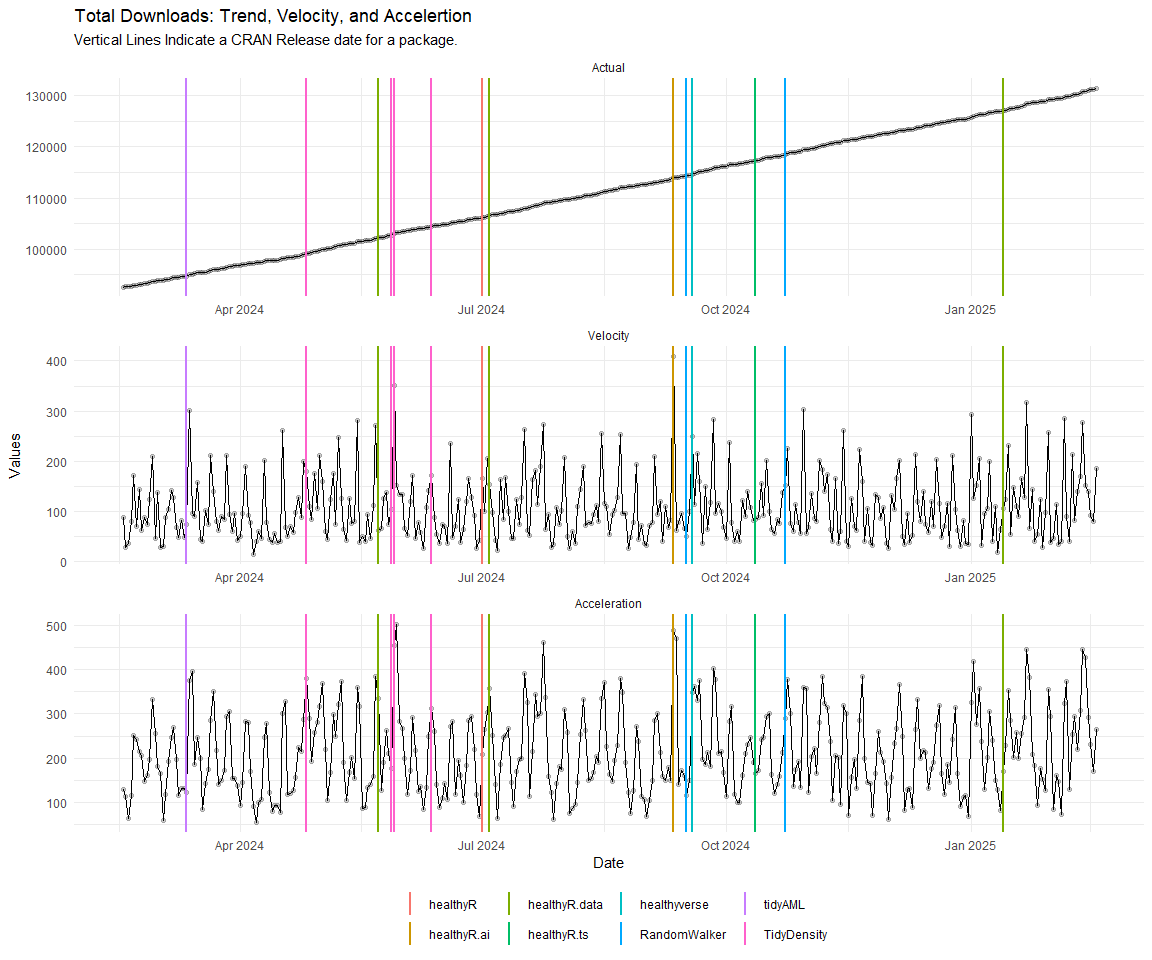 Total Downloads: Trend, Velocity, and Accelertion
Vertical Lines Indicate a CRAN Release date for a package.
Actual
130000
120000
110000
100000
Apr 2024
Jul 2024
Oct 2024
Jan 2025
Velocity
400
300
200
100
0
Apr 2024
Jul 2024
Oct 2024
Jan 2025
Values
Acceleration
500
400
300
200
100
Apr 2024
Jul 2024
Oct 2024
Jan 2025
Date
healthyR
healthyR.data
healthyverse
tidyAML
healthyR.ai
healthyR.ts
RandomWalker
TidyDensity